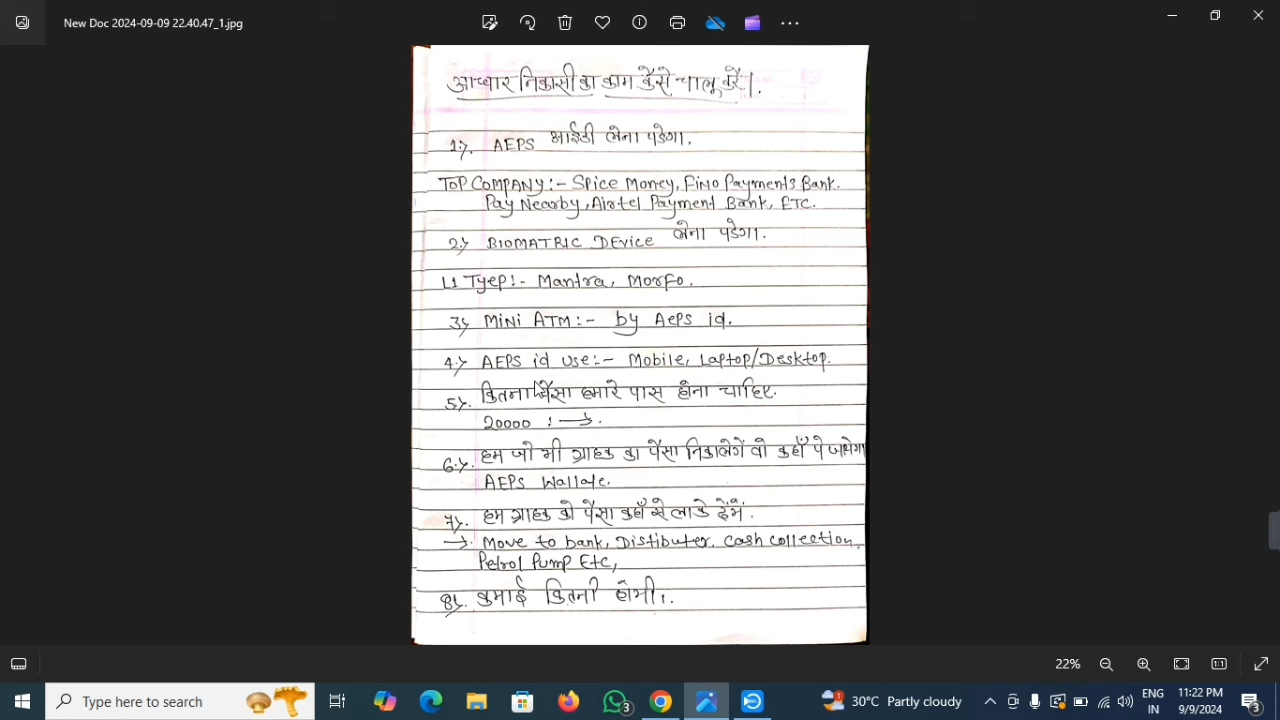 New Doc 2024-09-09 22.40.47_1.jpg
आधार निकासी का काम कैसे चालू करें।.
1.>. AEPS आईडी लेना पडेगा.
TOP COMPANY:- Spice Money, Fino Payments Bank.
Pay Nearby, Airtel Payment Bank, ETC.
2.> BIOMATRIC DEVICE लेना पडेगा.
L1 Tyep:- Mantra, Morfo.
3.> MINI ATM:- by Aeps id.
4.> AEPS id use:- Mobile, Laptop/Desktop.
5.>. कितना पैसा हमारे पास होना चाहिए.
20000 : →.
6.>. हम जो भी ग्राहक का पैसा निकालेगें वो कहाँ पे जायेगा
AEPS Wallate.
7.>. हम ग्राहक को पैसा कहाँ से लाके देंगें.
→. Move to bank, Distibuter, Cash collection,
Petrol Pump Etc,
8.>. कमाई कितनी होगी।.
22%
Type here to search
3
30°C Partly cloudy
ENG
IN
11:22 PM
9/9/2024
3